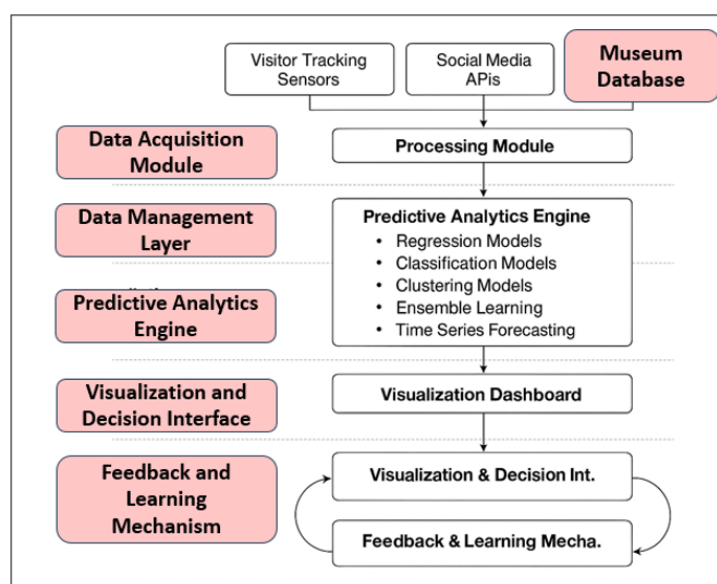 Visitor Tracking
Sensors
Social Media
APis
Museum
Database
Data Acquisition
Module
Processing Module
Data Management
Layer
Predictive Analytics Engine
• Regression Models
• Classification Models
• Clustering Models
• Ensemble Learning
• Time Series Forecasting
Predictive Analytics
Engine
Visualization and
Decision Interface
Visualization Dashboard
Feedback and
Learning
Mechanism
Visualization & Decision Int.
Feedback & Learning Mecha.